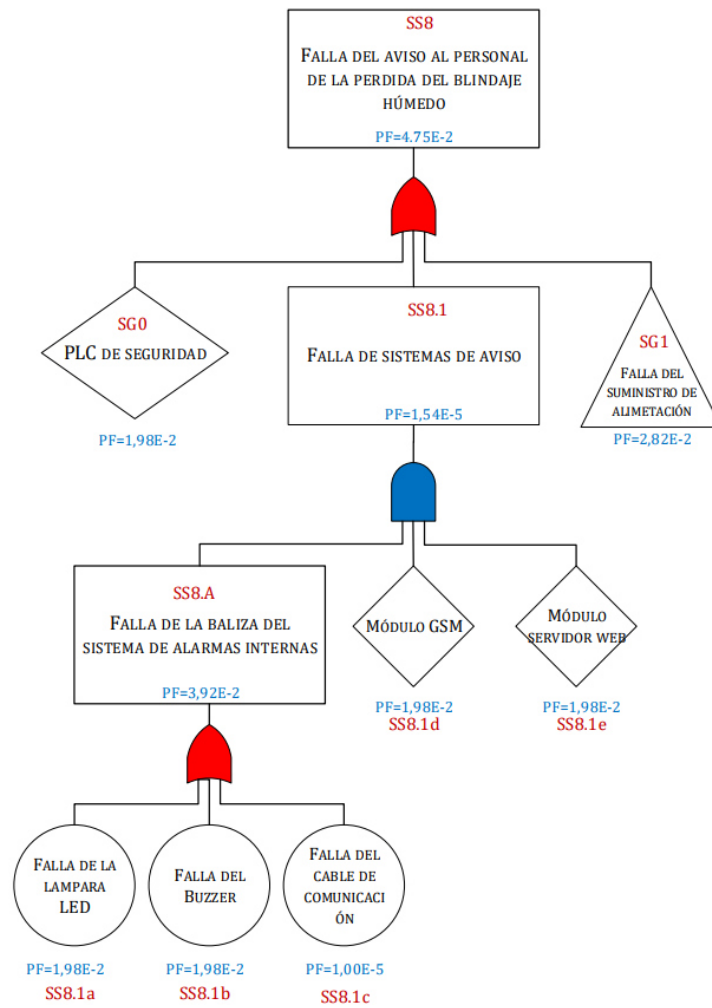 SS8
FALLA DEL AVISO AL PERSONAL
DE LA PERDIDA DEL BLINDAJE
HÚMEDO
PF=4.75E-2
SG0
PLC DE SEGURIDAD
PF=1,98E-2
SS8.1
FALLA DE SISTEMAS DE AVISO
PF=1,54E-5
SG1
FALLA DEL
SUMINISTRO DE
ALIMETACIÓN
PF=2,82E-2
SS8.A
FALLA DE LA BALIZA DEL
SISTEMA DE ALARMAS INTERNAS
PF=3,92E-2
MÓDULO GSM
PF=1,98E-2
SS8.1d
MÓDULO
SERVIDOR WEB
PF=1,98E-2
SS8.1e
FALLA DE LA
LAMPARA
LED
PF=1,98E-2
SS8.1a
FALLA DEL
BUZZER
PF=1,98E-2
SS8.1b
FALLA DEL
CABLE DE
COMUNICACI
ÓN
PF=1,00E-5
SS8.1c